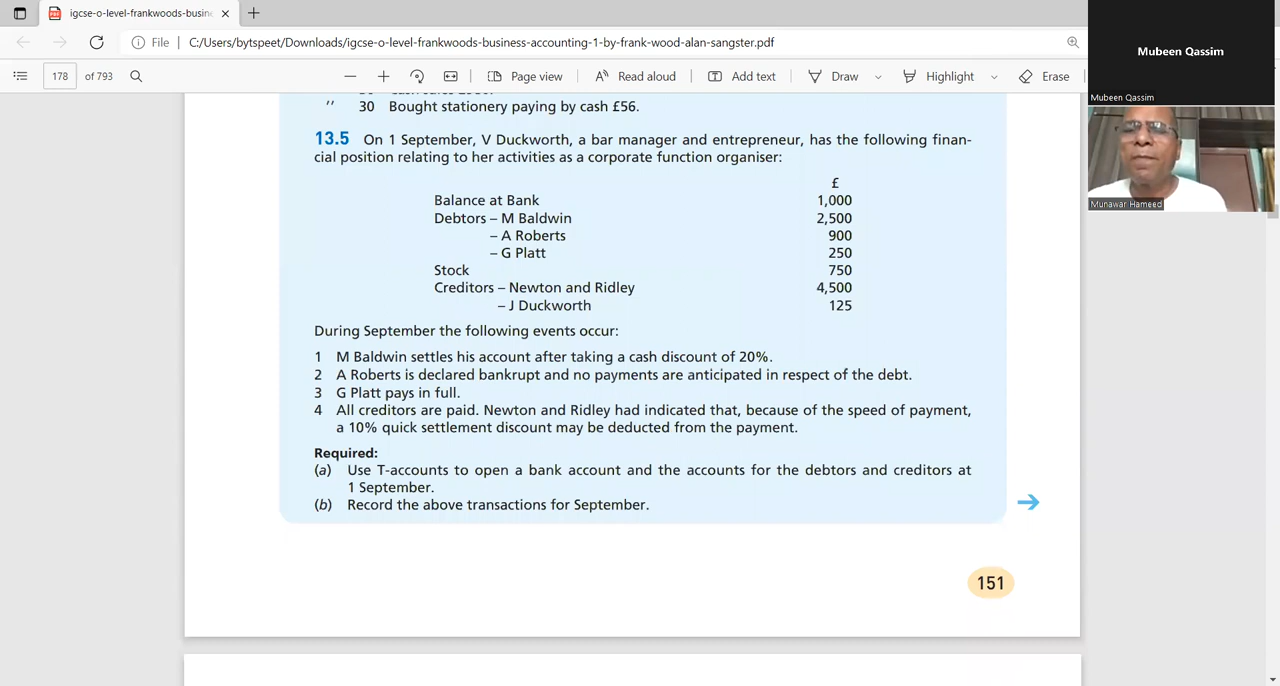 igcse-o-level-frankwoods-busin
File | C:/Users/bytspeet/Downloads/igcse-o-level-frankwoods-business-accounting-1-by-frank-wood-alan-sangster.pdf
178 of 793
Page view
Read aloud
Add text
Draw
Highlight
Erase
Mubeen Qassim
Mubeen Qassim
Munawar Hameed
" 30 Bought stationery paying by cash £56.
13.5 On 1 September, V Duckworth, a bar manager and entrepreneur, has the following finan-
cial position relating to her activities as a corporate function organiser:
£
Balance at Bank 1,000
Debtors – M Baldwin 2,500
– A Roberts 900
– G Platt 250
Stock 750
Creditors – Newton and Ridley 4,500
– J Duckworth 125
During September the following events occur:
1 M Baldwin settles his account after taking a cash discount of 20%.
2 A Roberts is declared bankrupt and no payments are anticipated in respect of the debt.
3 G Platt pays in full.
4 All creditors are paid. Newton and Ridley had indicated that, because of the speed of payment,
a 10% quick settlement discount may be deducted from the payment.
Required:
(a) Use T-accounts to open a bank account and the accounts for the debtors and creditors at
1 September.
(b) Record the above transactions for September.
151